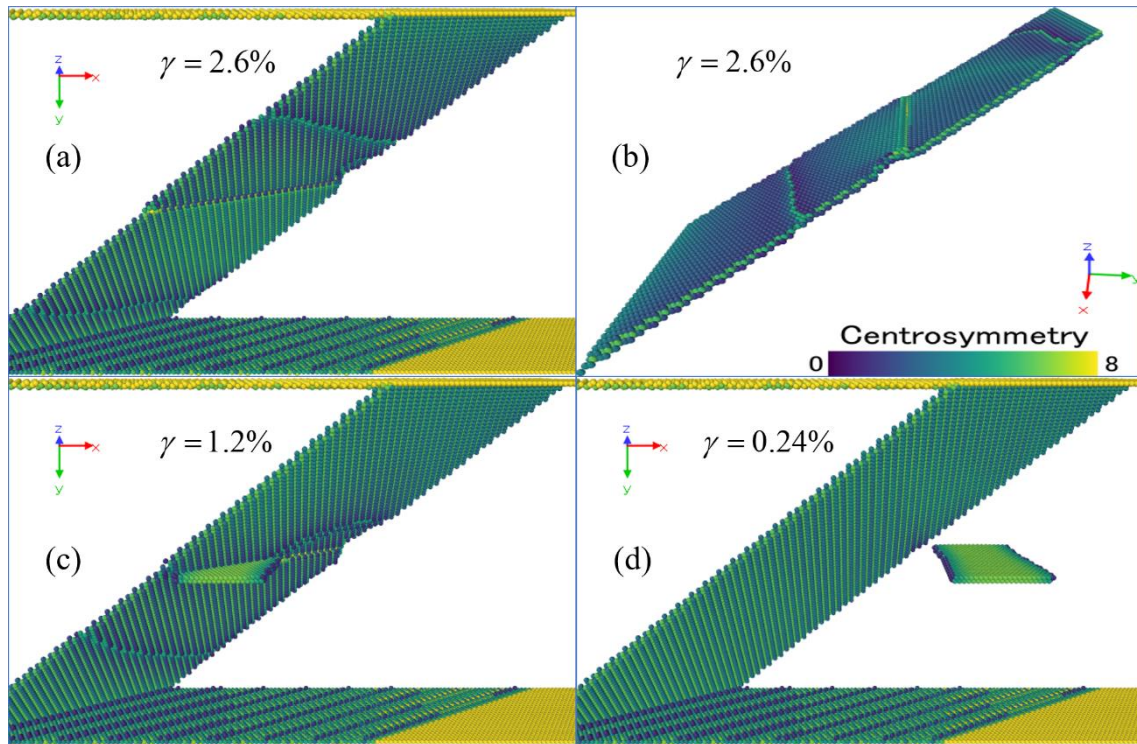 z
x
y
γ = 2.6%
(a)
γ = 2.6%
(b)
z
y
x
Centrosymmetry
0
8
z
x
y
γ = 1.2%
(c)
z
x
y
γ = 0.24%
(d)